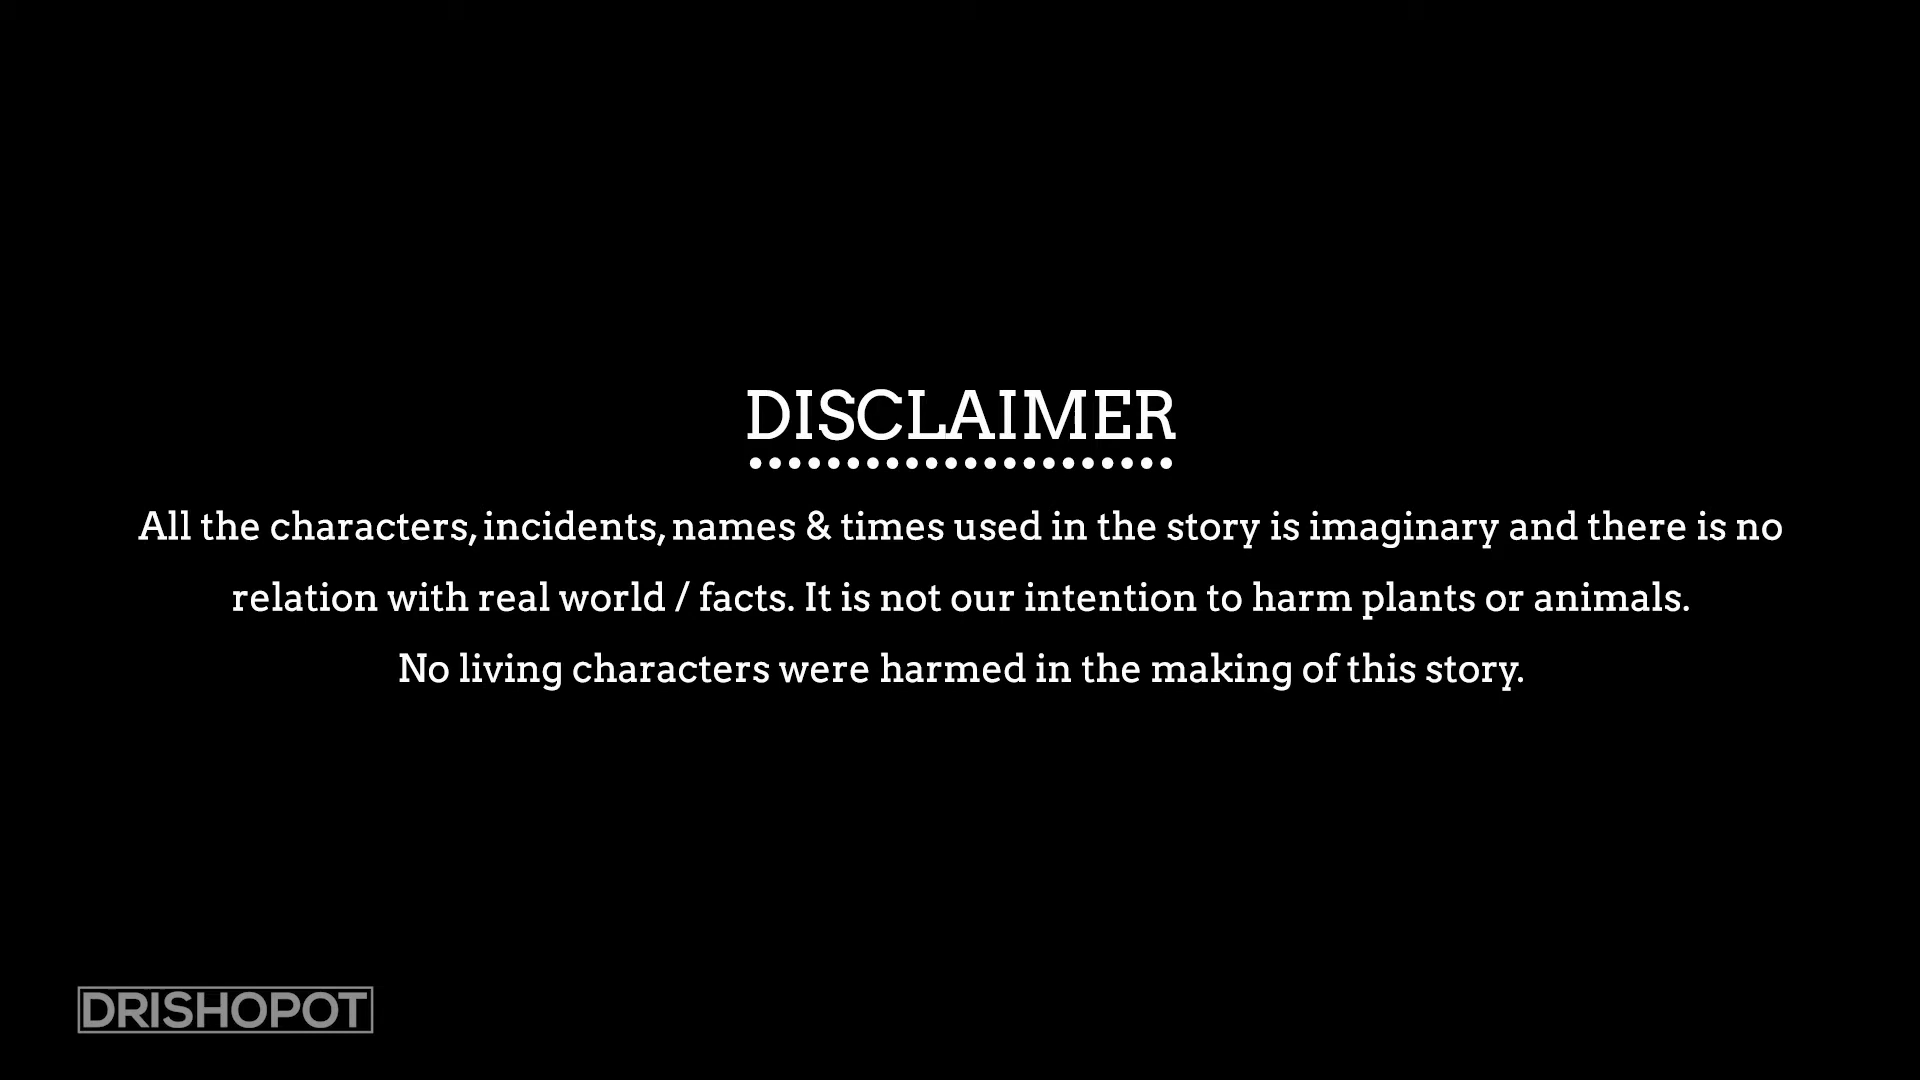 DISCLAIMER
All the characters, incidents, names & times used in the story is imaginary and there is no
relation with real world / facts. It is not our intention to harm plants or animals.
No living characters were harmed in the making of this story.
DRISHOPOT